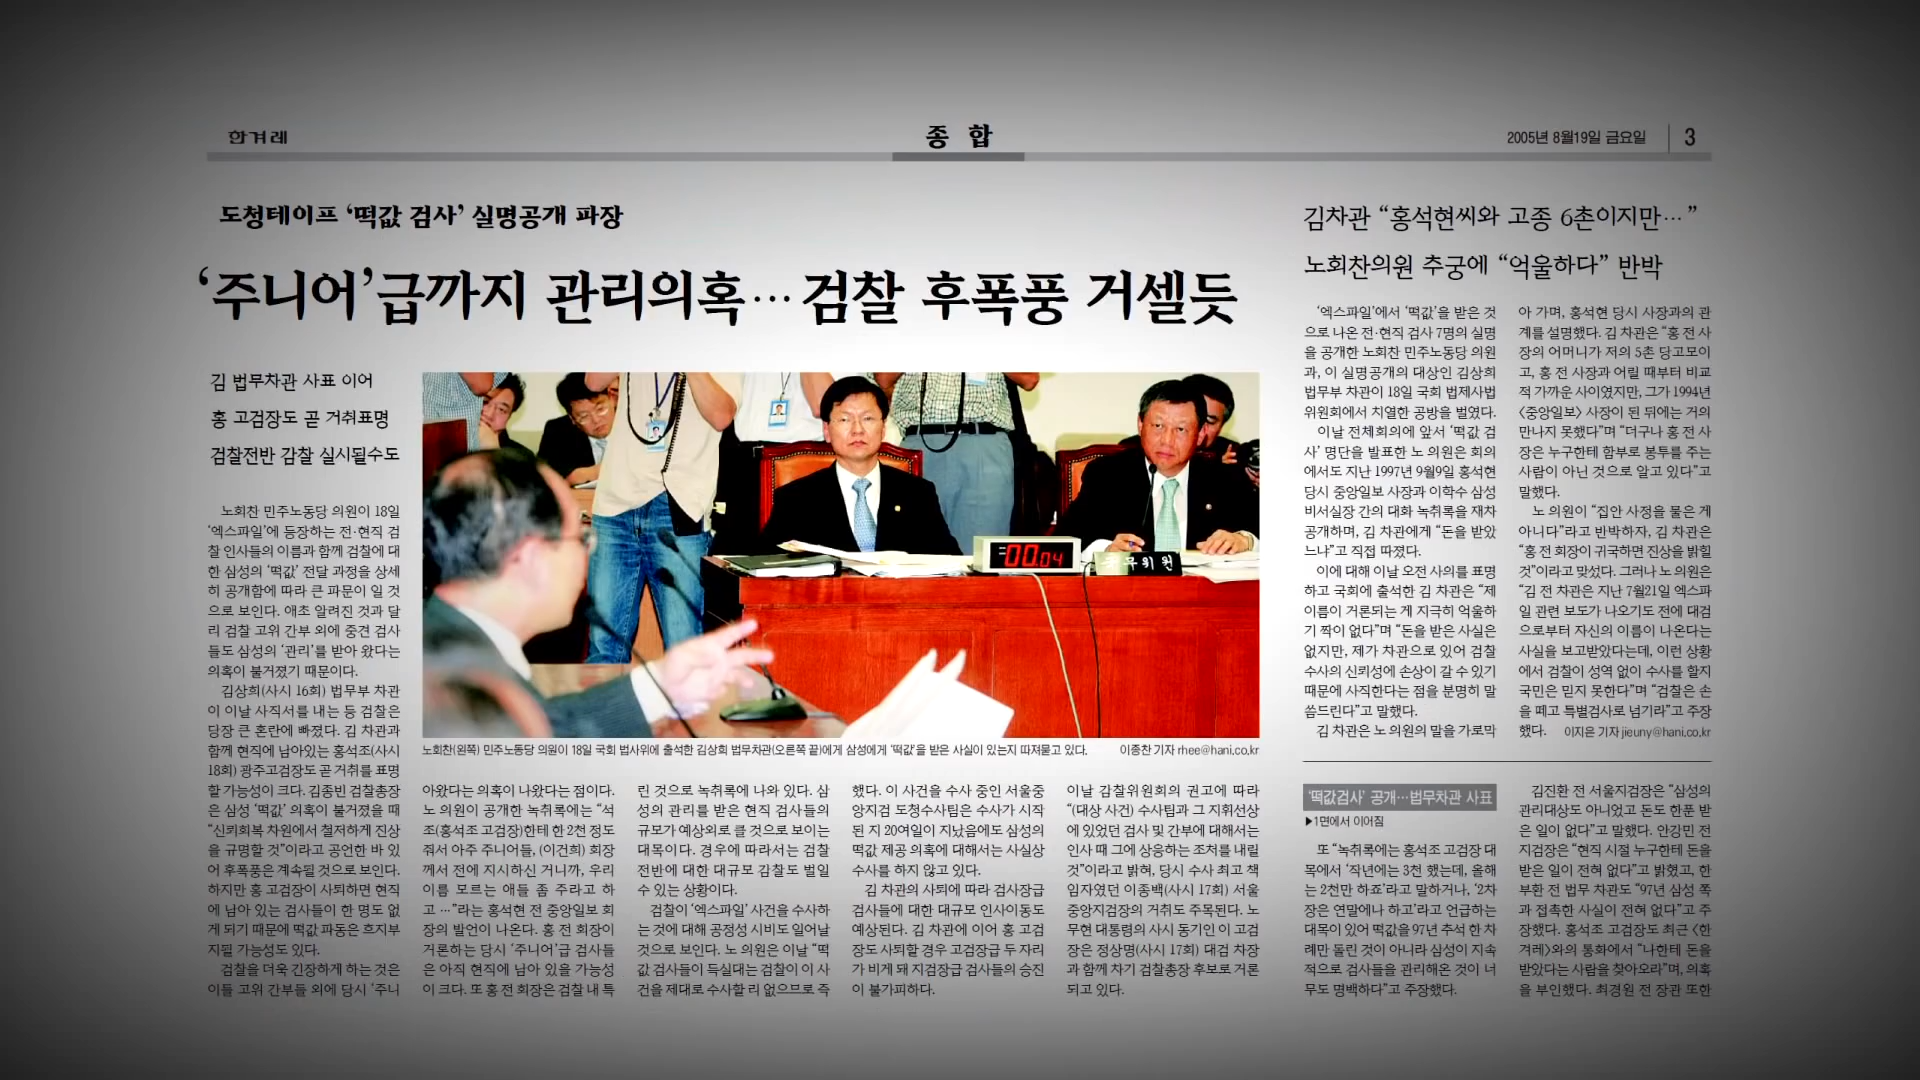 한겨레
종 합
2005년 8월19일 금요일
3
도청테이프 ‘떡값 검사’ 실명공개 파장
‘주니어’급까지 관리의혹…검찰 후폭풍 거셀듯
김 법무차관 사표 이어
홍 고검장도 곧 거취표명
검찰전반 감찰 실시될수도
노회찬 민주노동당 의원이 18일
‘엑스파일’에 등장하는 전·현직 검
찰 인사들의 이름과 함께 검찰에 대
한 삼성의 ‘떡값’ 전달 과정을 상세
히 공개함에 따라 큰 파문이 일 것
으로 보인다. 애초 알려진 것과 달
리 검찰 고위 간부 외에 중견 검사
들도 삼성의 ‘관리’를 받아 왔다는
의혹이 불거졌기 때문이다.
김상희(사시 16회) 법무부 차관
이 이날 사직서를 내는 등 검찰은
당장 큰 혼란에 빠졌다. 김 차관과
함께 현직에 남아있는 홍석조(사시
18회) 광주고검장도 곧 거취를 표명
할 가능성이 크다. 김종빈 검찰총장
은 삼성 ‘떡값’ 의혹이 불거졌을 때
“신뢰회복 차원에서 철저하게 진상
을 규명할 것”이라고 공언한 바 있
어 후폭풍은 계속될 것으로 보인다.
하지만 홍 고검장이 사퇴하면 현직
에 남아 있는 검사들이 한 명도 없
게 되기 때문에 떡값 파동은 흐지부
지될 가능성도 있다.
검찰을 더욱 긴장하게 하는 것은
이들 고위 간부들 외에 당시 ‘주니
00.04
국무위원
노회찬(왼쪽) 민주노동당 의원이 18일 국회 법사위에 출석한 김상희 법무차관(오른쪽 끝)에게 삼성에게 ‘떡값’을 받은 사실이 있는지 따져묻고 있다.
이종찬 기자 rhee@hani.co.kr
아왔다는 의혹이 나왔다는 점이다.
노 의원이 공개한 녹취록에는 “석
조(홍석조 고검장)한테 한 2천 정도
줘서 아주 주니어들, (이건희) 회장
께서 전에 지시하신 거니까, 우리
이름 모르는 애들 좀 주라고 하
고 …”라는 홍석현 전 중앙일보 회
장의 발언이 나온다. 홍 전 회장이
거론하는 당시 ‘주니어’급 검사들
은 아직 현직에 남아 있을 가능성
이 크다. 또 홍 전 회장은 검찰 내 특
린 것으로 녹취록에 나와 있다. 삼
성의 관리를 받은 현직 검사들의
규모가 예상외로 클 것으로 보이는
대목이다. 경우에 따라서는 검찰
전반에 대한 대규모 감찰도 벌일
수 있는 상황이다.
검찰이 ‘엑스파일’ 사건을 수사하
는 것에 대해 공정성 시비도 일어날
것으로 보인다. 노 의원은 이날 “떡
값 검사들이 득실대는 검찰이 이 사
건을 제대로 수사할 리 없으므로 즉
했다. 이 사건을 수사 중인 서울중
앙지검 도청수사팀은 수사가 시작
된 지 20여일이 지났음에도 삼성의
떡값 제공 의혹에 대해서는 사실상
수사를 하지 않고 있다.
김 차관의 사퇴에 따라 검사장급
검사들에 대한 대규모 인사이동도
예상된다. 김 차관에 이어 홍 고검
장도 사퇴할 경우 고검장급 두 자리
가 비게 돼 지검장급 검사들의 승진
이 불가피하다.
이날 감찰위원회의 권고에 따라
“(대상 사건) 수사팀과 그 지휘선상
에 있었던 검사 및 간부에 대해서는
인사 때 그에 상응하는 조처를 내릴
것”이라고 밝혀, 당시 수사 최고 책
임자였던 이종백(사시 17회) 서울
중앙지검장의 거취도 주목된다. 노
무현 대통령의 사시 동기인 이 고검
장은 정상명(사시 17회) 대검 차장
과 함께 차기 검찰총장 후보로 거론
되고 있다.
김차관 “홍석현씨와 고종 6촌이지만…”
노회찬의원 추궁에 “억울하다” 반박
‘엑스파일’에서 ‘떡값’을 받은 것
으로 나온 전·현직 검사 7명의 실명
을 공개한 노회찬 민주노동당 의원
과, 이 실명공개의 대상인 김상희
법무부 차관이 18일 국회 법제사법
위원회에서 치열한 공방을 벌였다.
이날 전체회의에 앞서 ‘떡값 검
사’ 명단을 발표한 노 의원은 회의
에서도 지난 1997년 9월9일 홍석현
당시 중앙일보 사장과 이학수 삼성
비서실장 간의 대화 녹취록을 재차
공개하며, 김 차관에게 “돈을 받았
느냐”고 직접 따졌다.
이에 대해 이날 오전 사의를 표명
하고 국회에 출석한 김 차관은 “제
이름이 거론되는 게 지극히 억울하
기 짝이 없다”며 “돈을 받은 사실은
없지만, 제가 차관으로 있어 검찰
수사의 신뢰성에 손상이 갈 수 있기
때문에 사직한다는 점을 분명히 말
씀드린다”고 말했다.
김 차관은 노 의원의 말을 가로막
아 가며, 홍석현 당시 사장과의 관
계를 설명했다. 김 차관은 “홍 전 사
장의 어머니가 저의 5촌 당고모이
고, 홍 전 사장과 어릴 때부터 비교
적 가까운 사이였지만, 그가 1994년
〈중앙일보〉 사장이 된 뒤에는 거의
만나지 못했다”며 “더구나 홍 전 사
장은 누구한테 함부로 봉투를 주는
사람이 아닌 것으로 알고 있다”고
말했다.
노 의원이 “집안 사정을 물은 게
아니다”라고 반박하자, 김 차관은
“홍 전 회장이 귀국하면 진상을 밝힐
것”이라고 맞섰다. 그러나 노 의원은
“김 전 차관은 지난 7월21일 엑스파
일 관련 보도가 나오기도 전에 대검
으로부터 자신의 이름이 나온다는
사실을 보고받았다는데, 이런 상황
에서 검찰이 성역 없이 수사를 할지
국민은 믿지 못한다”며 “검찰은 손
을 떼고 특별검사로 넘기라”고 주장
했다. 이지은 기자 jieuny@hani.co.kr
‘떡값검사’ 공개…법무차관 사표
▶1면에서 이어짐
또 “녹취록에는 홍석조 고검장 대
목에서 ‘작년에는 3천 했는데, 올해
는 2천만 하죠’라고 말하거나, ‘2차
장은 연말에나 하고’라고 언급하는
대목이 있어 떡값을 97년 추석 한 차
례만 돌린 것이 아니라 삼성이 지속
적으로 검사들을 관리해온 것이 너
무도 명백하다”고 주장했다.
김진환 전 서울지검장은 “삼성의
관리대상도 아니었고 돈도 한푼 받
은 일이 없다”고 말했다. 안강민 전
지검장은 “현직 시절 누구한테 돈을
받은 일이 전혀 없다”고 밝혔고, 한
부환 전 법무 차관도 “97년 삼성 쪽
과 접촉한 사실이 전혀 없다”고 주
장했다. 홍석조 고검장도 최근 〈한
겨레〉와의 통화에서 “나한테 돈을
받았다는 사람을 찾아오라”며, 의혹
을 부인했다. 최경원 전 장관 또한